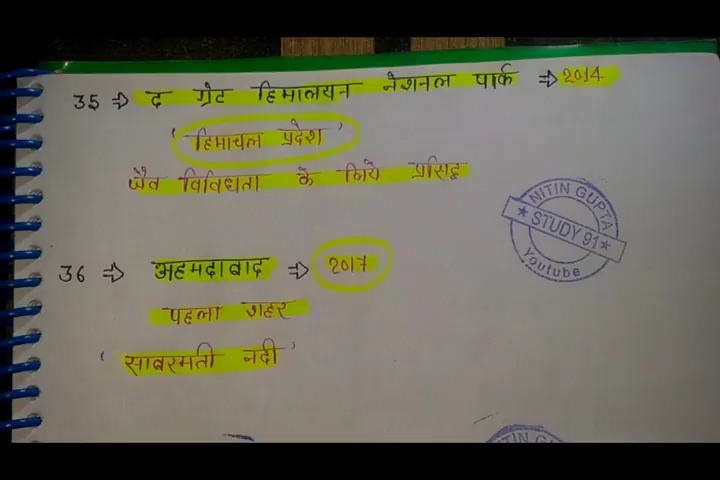 35 ⇒ द ग्रेट हिमालयन नेशनल पार्क ⇒ 2014
'हिमाचल प्रदेश'
जैव विविधता के लिये प्रसिद्ध
NITIN GUPTA
★ STUDY 91 ★
Youtube
36 ⇒ अहमदाबाद ⇒ 2017
पहला शहर
'साबरमती नदी'
TIN G